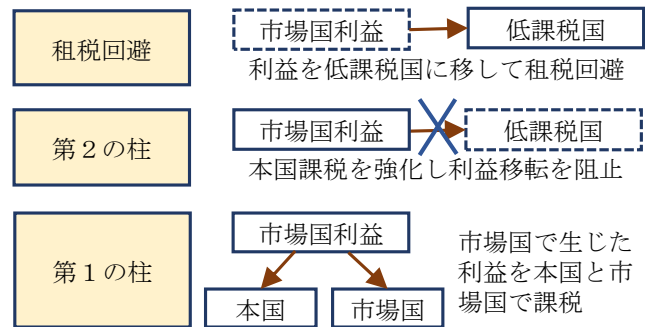 租税回避
市場国利益
低課税国
利益を低課税国に移して租税回避
第２の柱
市場国利益
低課税国
本国課税を強化し利益移転を阻止
第１の柱
市場国利益
本国
市場国
市場国で生じた
利益を本国と市
場国で課税